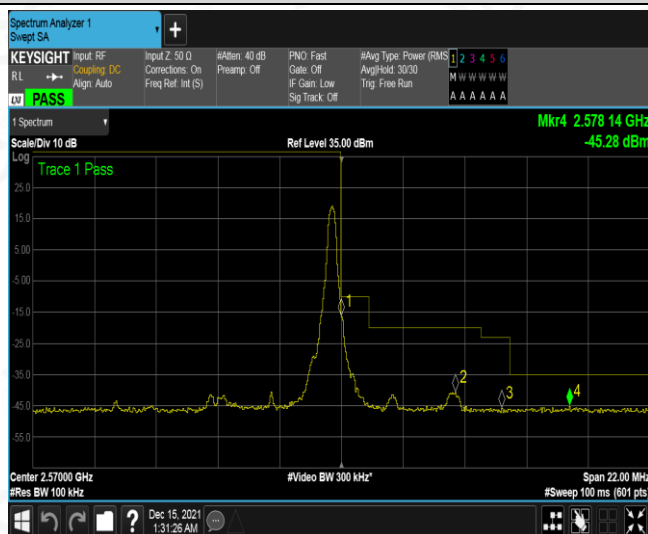 Spectrum Analyzer 1
Swept SA
+
KEYSIGHT Input: RF Input Z: 50 Ω #Atten: 40 dB PNO: Fast #Avg Type: Power (RMS 1 2 3 4 5 6
RL Coupling: DC Corrections: On Preamp: Off Gate: Off Avg|Hold: 30/30 M W W W W W
Align: Auto Freq Ref: Int (S) IF Gain: Low Trig: Free Run
LXI PASS Sig Track: Off A A A A A A
1 Spectrum Mkr4 2.578 14 GHz
Scale/Div 10 dB Ref Level 35.00 dBm -45.28 dBm
Log
Trace 1 Pass
25.0
15.0
5.00
-5.00
-15.0
-25.0
-35.0
-45.0
-55.0
1
2
3
4
Center 2.57000 GHz #Video BW 300 kHz* Span 22.00 MHz
#Res BW 100 kHz #Sweep 100 ms (601 pts)
? Dec 15, 2021
1:31:26 AM